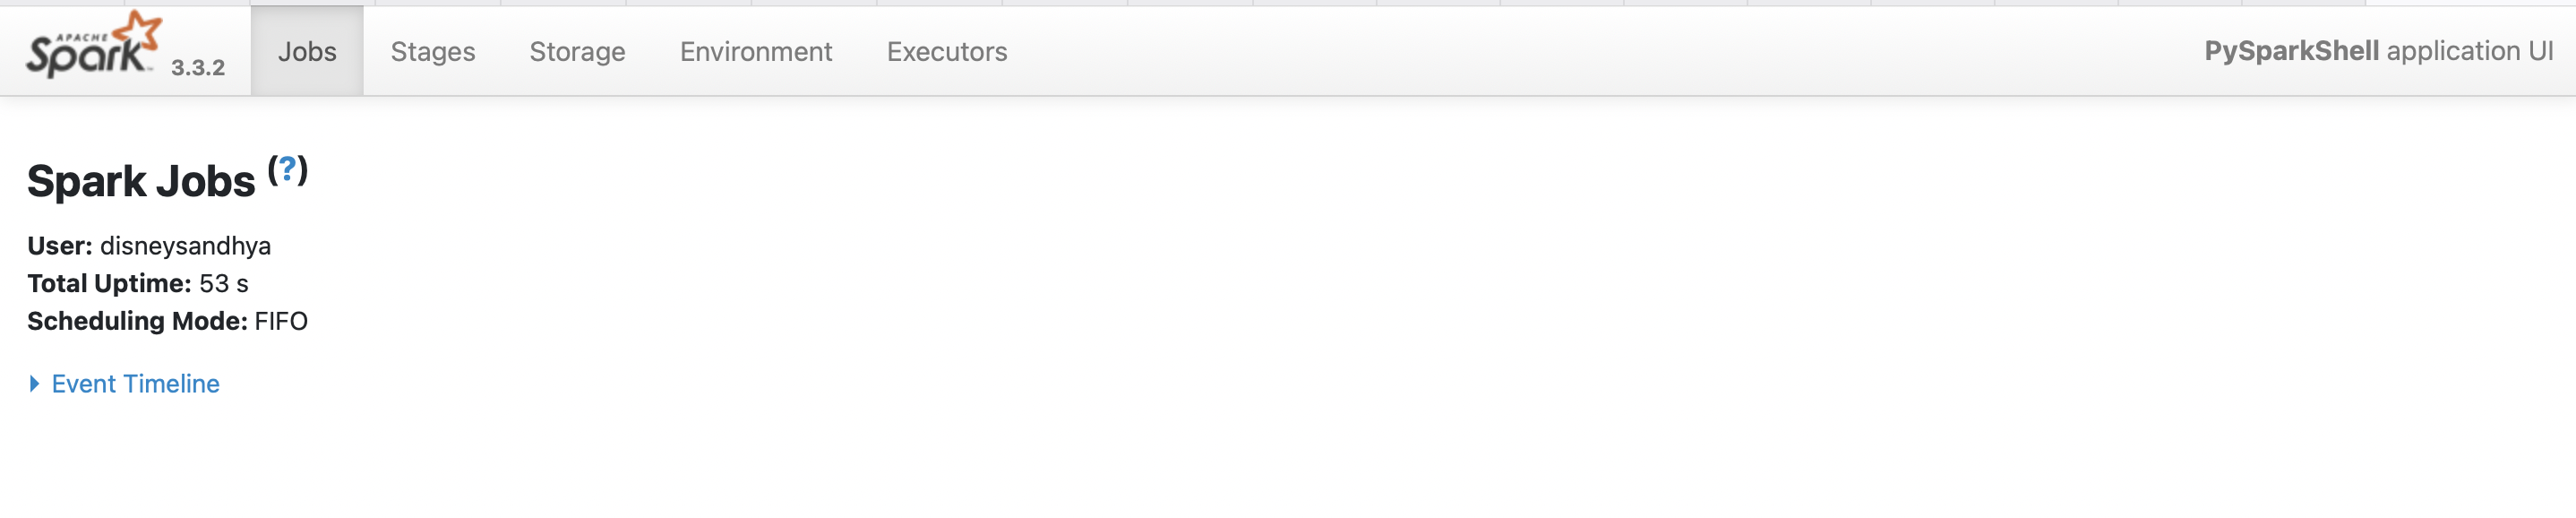 APACHE
Spark™ 3.3.2 Jobs Stages Storage Environment Executors PySparkShell application UI
Spark Jobs (?)
User: disneysandhya
Total Uptime: 53 s
Scheduling Mode: FIFO
Event Timeline